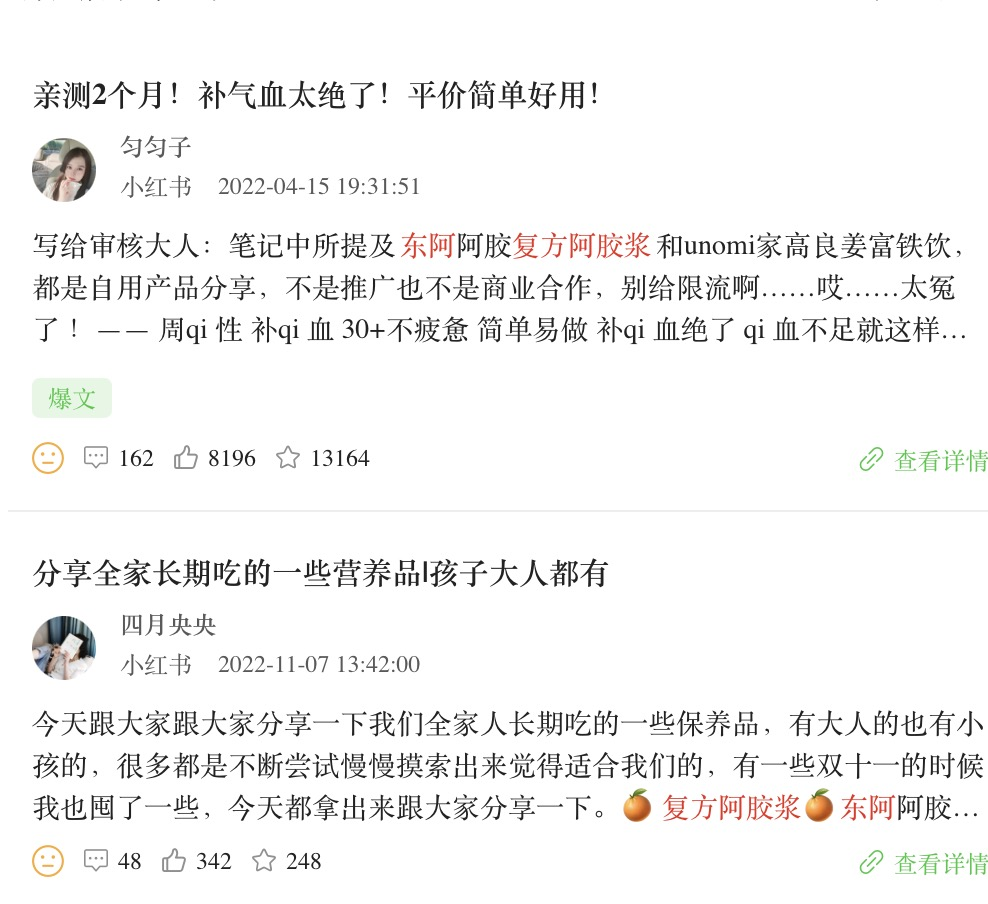 亲测2个月！补气血太绝了！平价简单好用！
匀匀子
小红书 2022-04-15 19:31:51
写给审核大人：笔记中所提及 东阿阿胶复方阿胶浆 和unomi家高良姜富铁饮，
都是自用产品分享，不是推广也不是商业合作，别给限流啊……哎……太冤
了 ！ —— 周qi 性 补qi 血 30+不疲惫 简单易做 补qi 血绝了 qi 血不足就这样…
爆文
162 8196 13164
查看详情
分享全家长期吃的一些营养品|孩子大人都有
四月央央
小红书 2022-11-07 13:42:00
今天跟大家跟大家分享一下我们全家人长期吃的一些保养品，有大人的也有小
孩的，很多都是不断尝试慢慢摸索出来觉得适合我们的，有一些双十一的时候
我也囤了一些，今天都拿出来跟大家分享一下。🍊 复方阿胶浆🍊 东阿阿胶…
48 342 248
查看详情